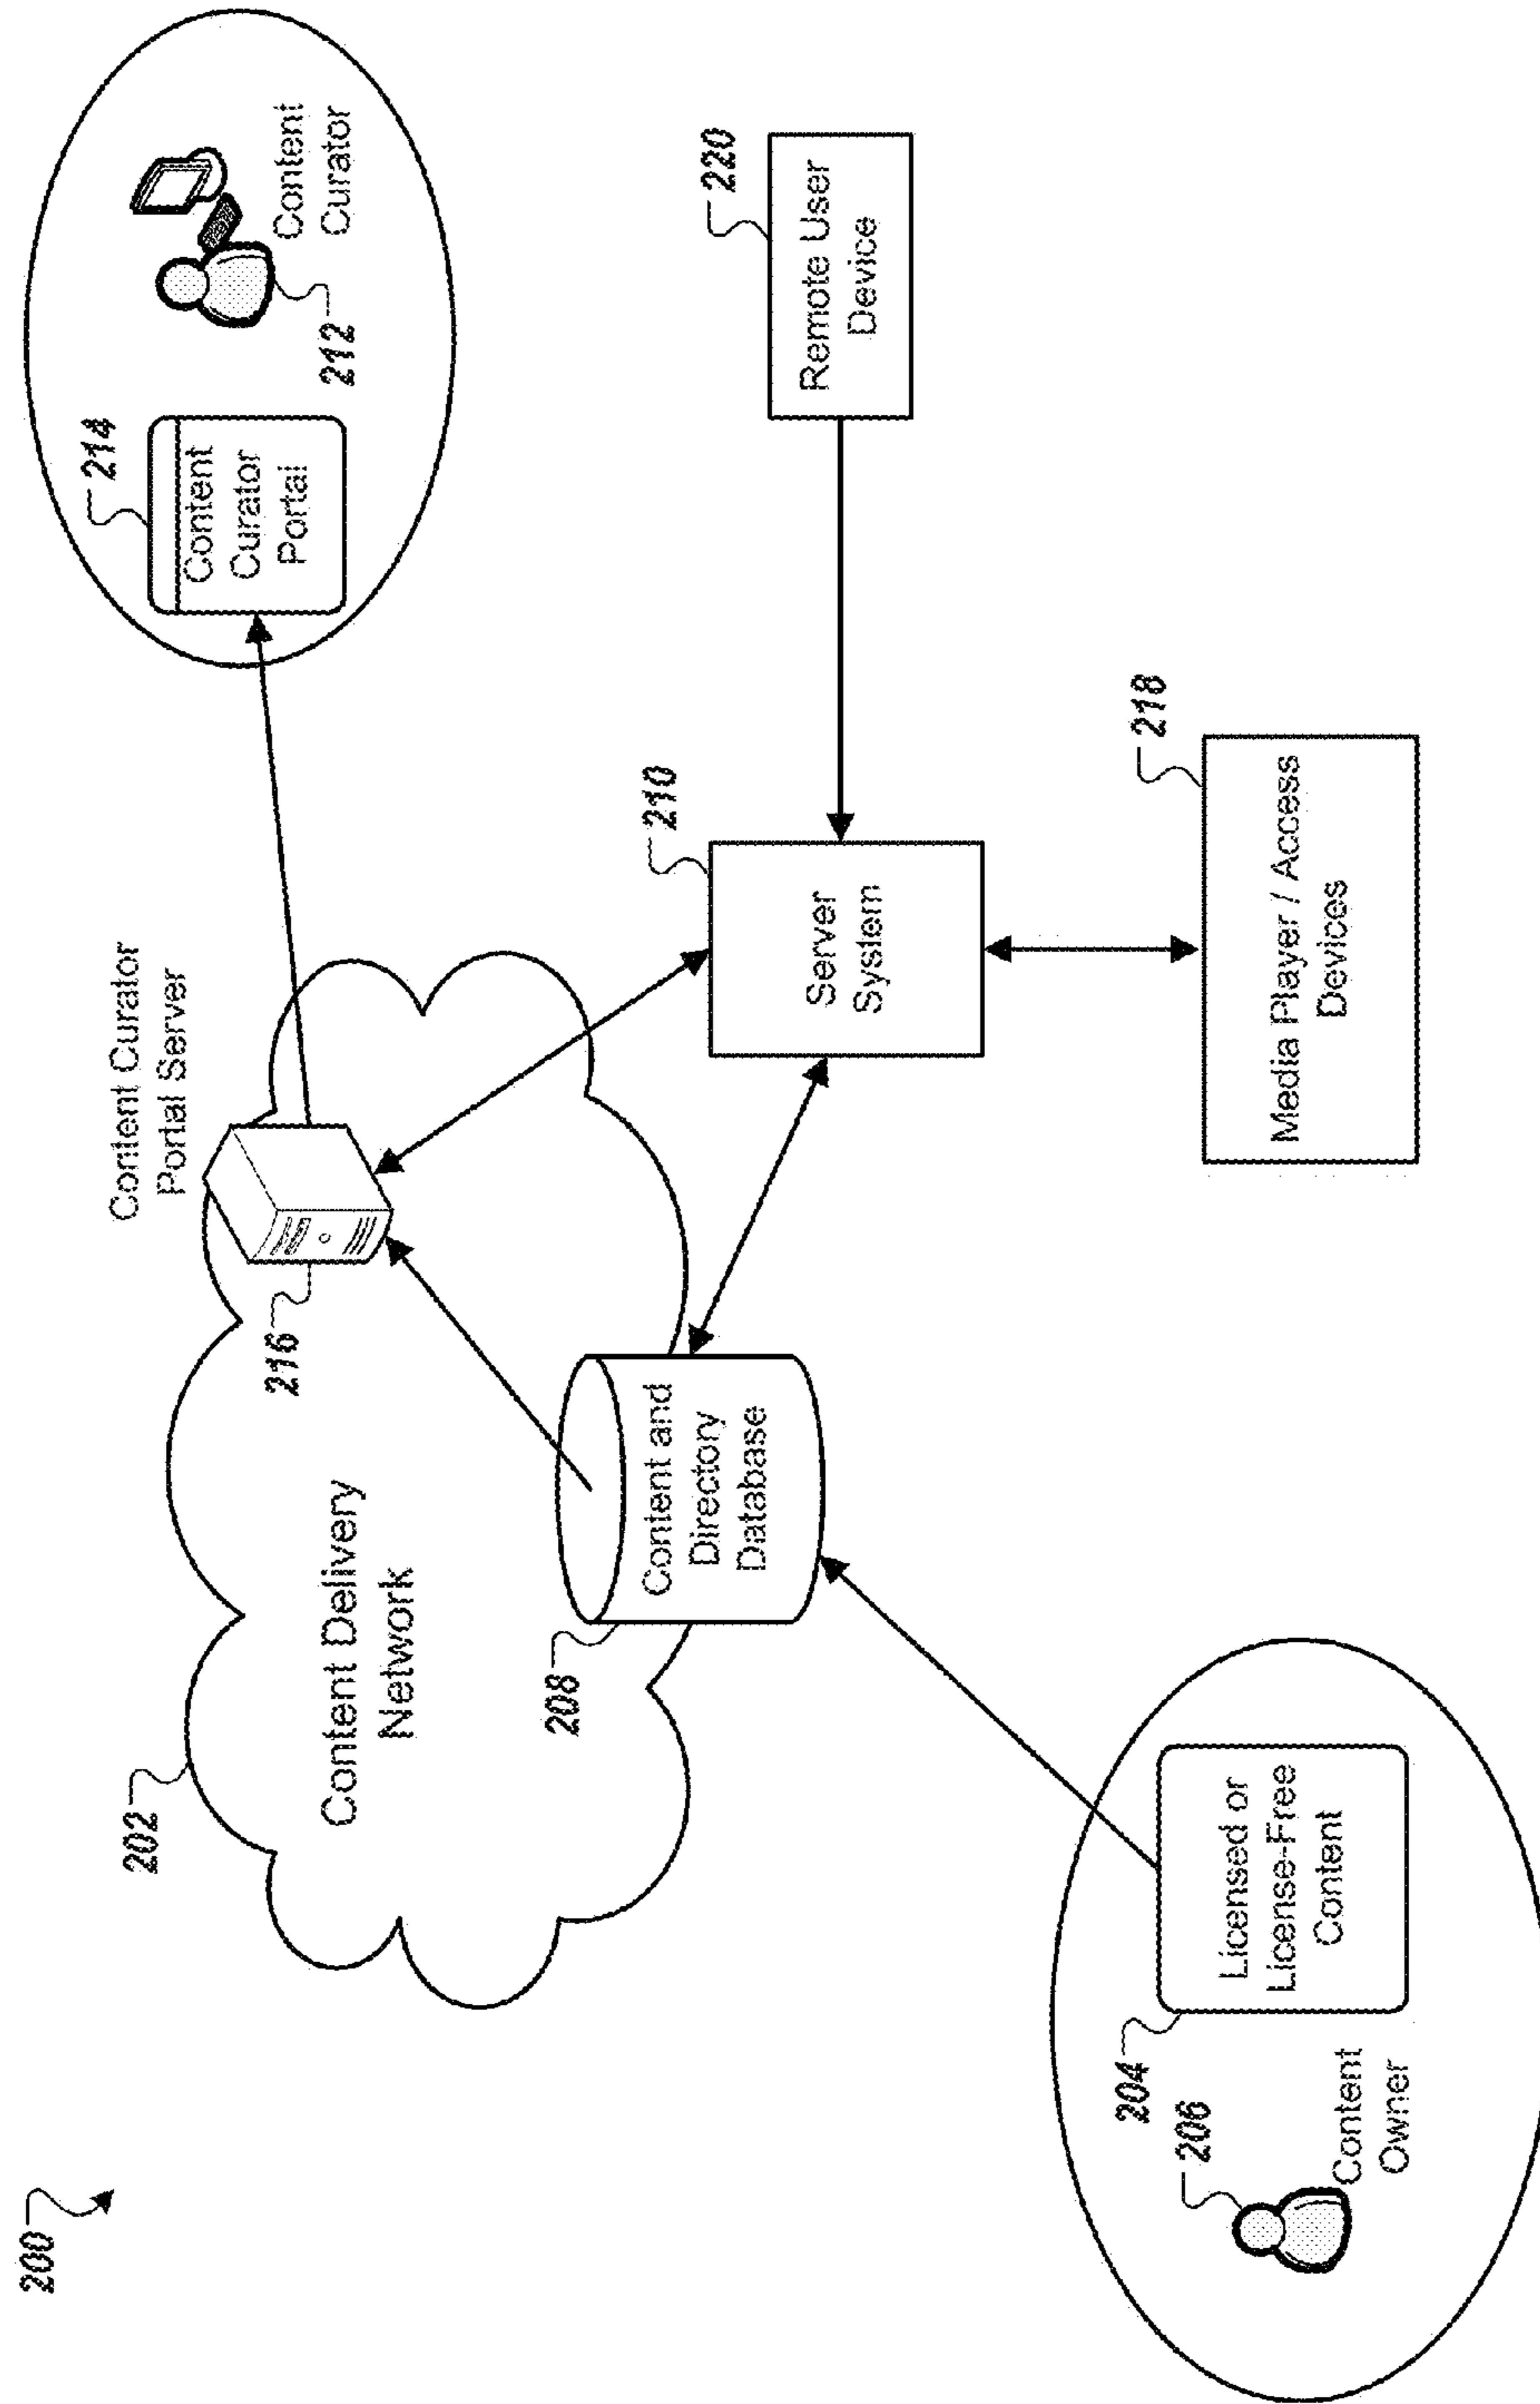 200
202
Content Delivery
Network
Content Curator
Portal Server
216
214
Content
Curator
Portal
212
Content
Curator
208
Content and
Directory
Database
210
Server
System
220
Remote User
Device
206
Content
Owner
204
Licensed or
License-Free
Content
218
Media Player / Access
Devices